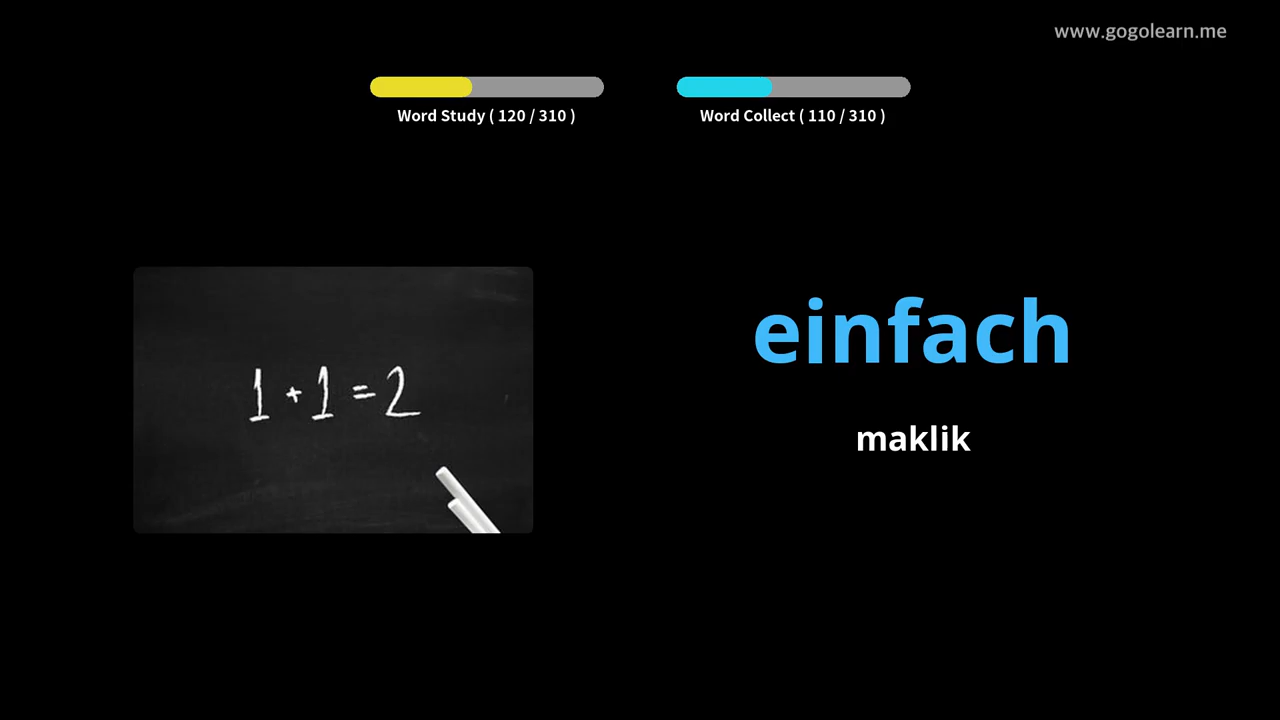 www.gogolearn.me
Word Study ( 120 / 310 )
Word Collect ( 110 / 310 )
1 + 1 = 2
einfach
maklik